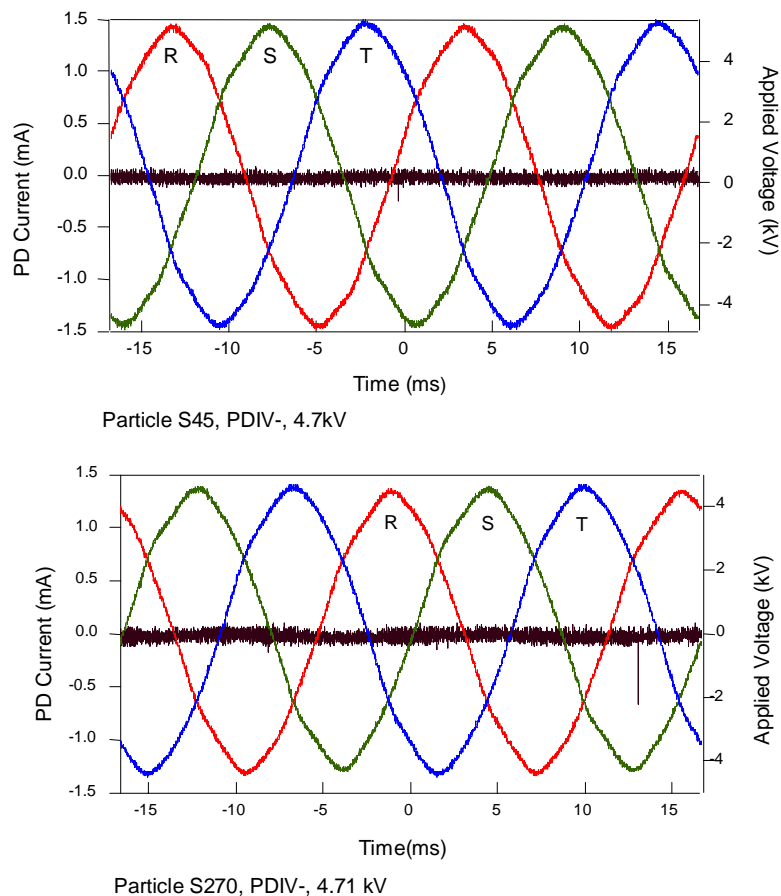 1.5
1.0
0.5
0.0
-0.5
-1.0
-1.5
PD Current (mA)
R S T
4
2
0
-2
-4
Applied Voltage (kV)
-15 -10 -5 0 5 10 15
Time (ms)
Particle S45, PDIV-, 4.7kV
1.5
1.0
0.5
0.0
-0.5
-1.0
-1.5
PD Current (mA)
R S T
4
2
0
-2
-4
Applied Voltage (kV)
-15 -10 -5 0 5 10 15
Time(ms)
Particle S270, PDIV-, 4.71 kV